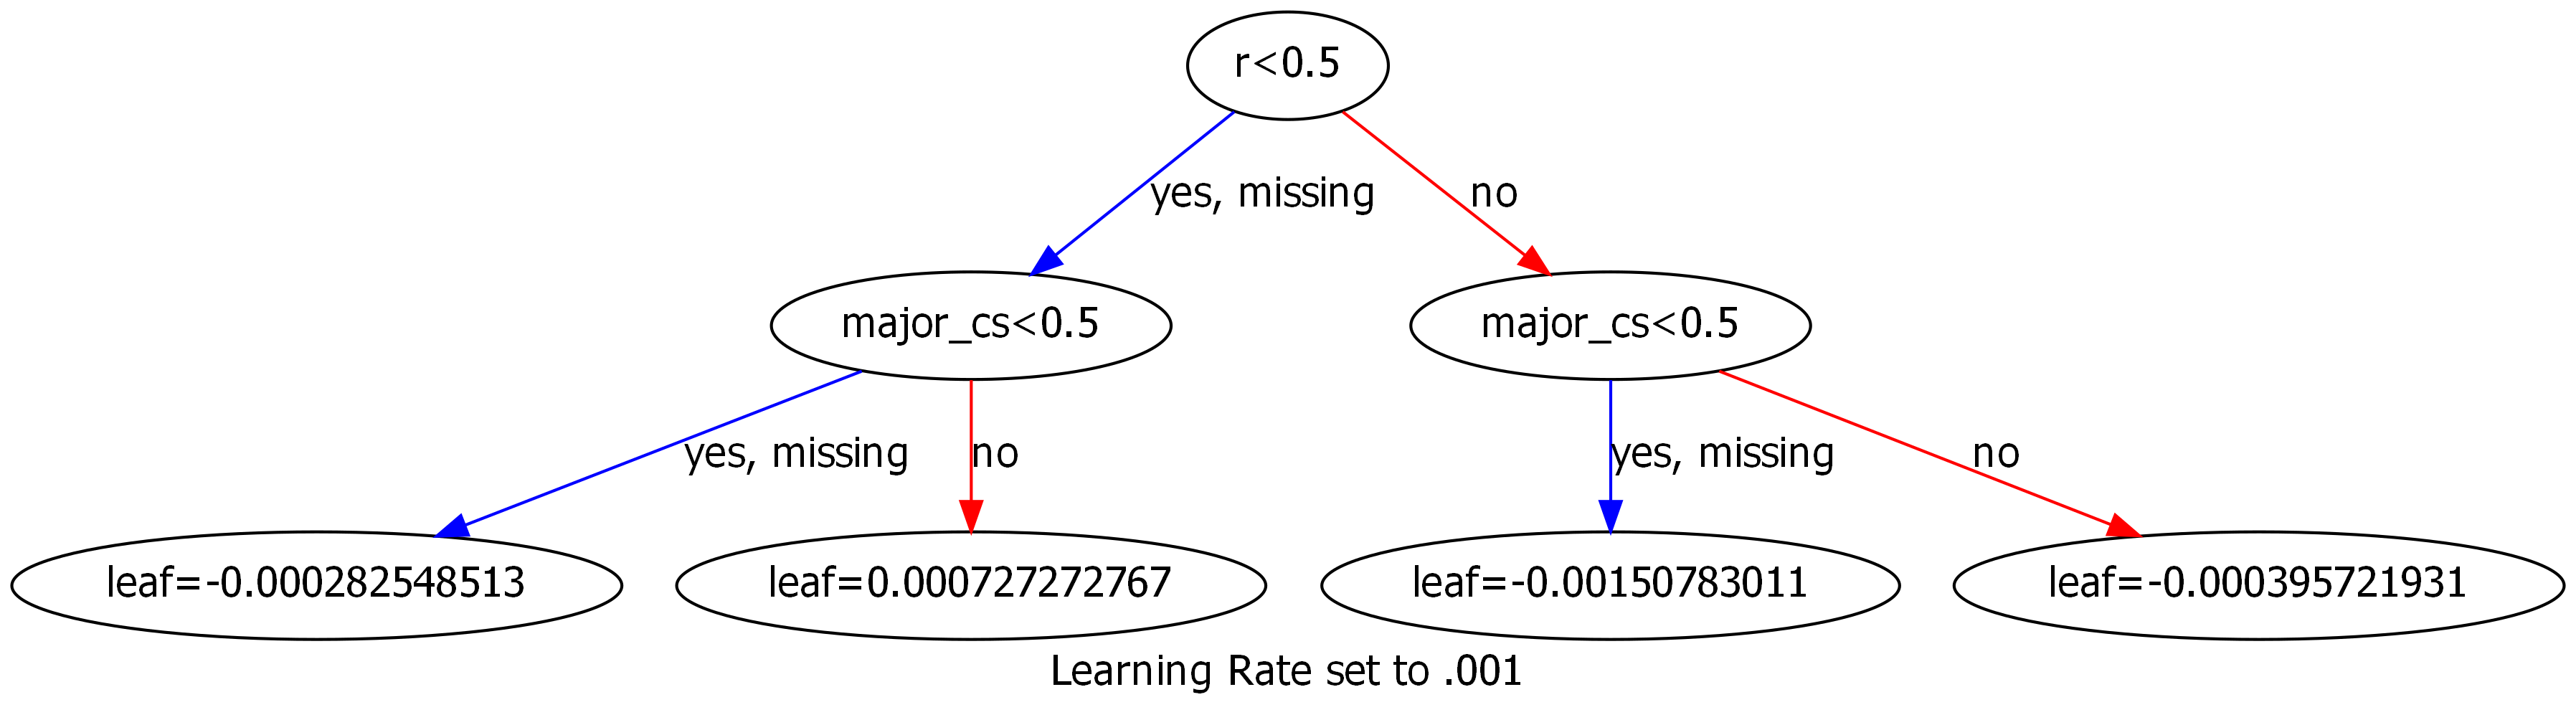 r<0.5
yes, missing
no
major_cs<0.5
major_cs<0.5
yes, missing
no
yes, missing
no
leaf=-0.000282548513
leaf=0.000727272767
leaf=-0.00150783011
leaf=-0.000395721931
Learning Rate set to .001